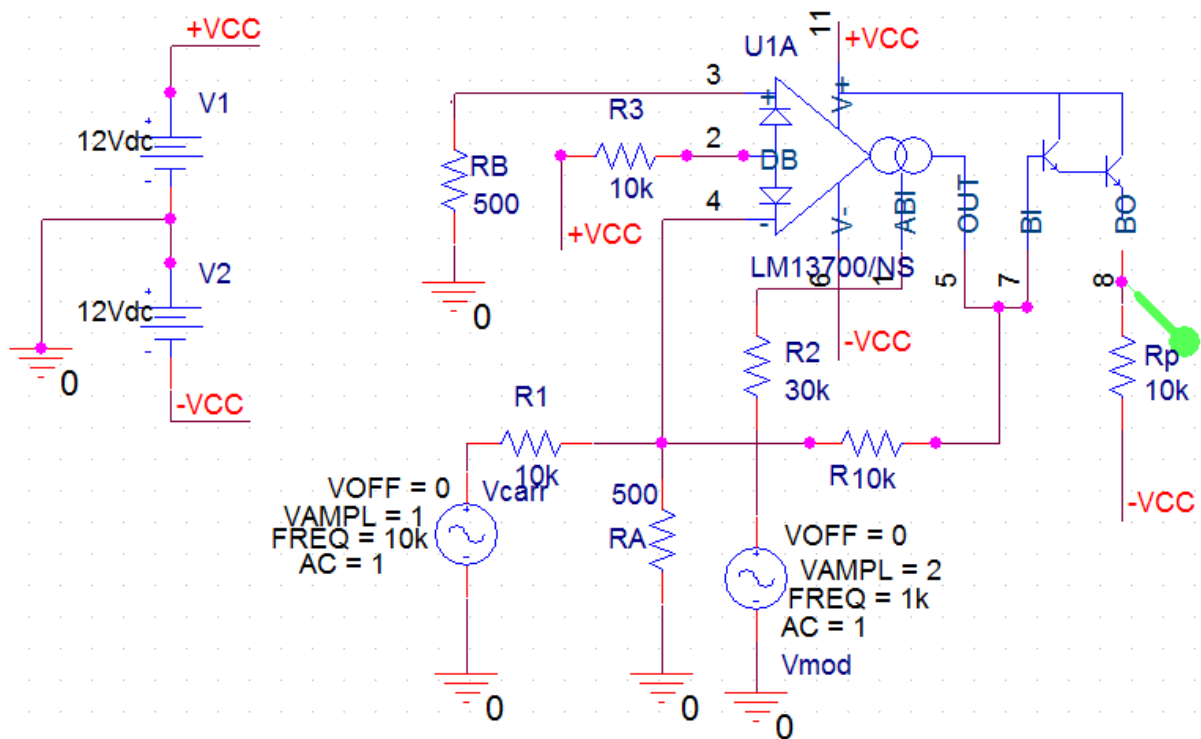 +VCC
V1
12Vdc
+
-
0
V2
12Vdc
+
-
-VCC
U1A
11
+VCC
3
+
V+
R3
10k
2
DB
RB
500
0
+VCC
4
-
V-
ABI
OUT
BI
BO
LM13700/NS
6
1
5
7
8
-VCC
R2
30k
Rp
10k
-VCC
R1
10k
R
10k
VOFF = 0
Vcarr
VAMPL = 1
FREQ = 10k
AC = 1
+
-
0
500
RA
0
VOFF = 0
VAMPL = 2
FREQ = 1k
AC = 1
Vmod
+
-
0